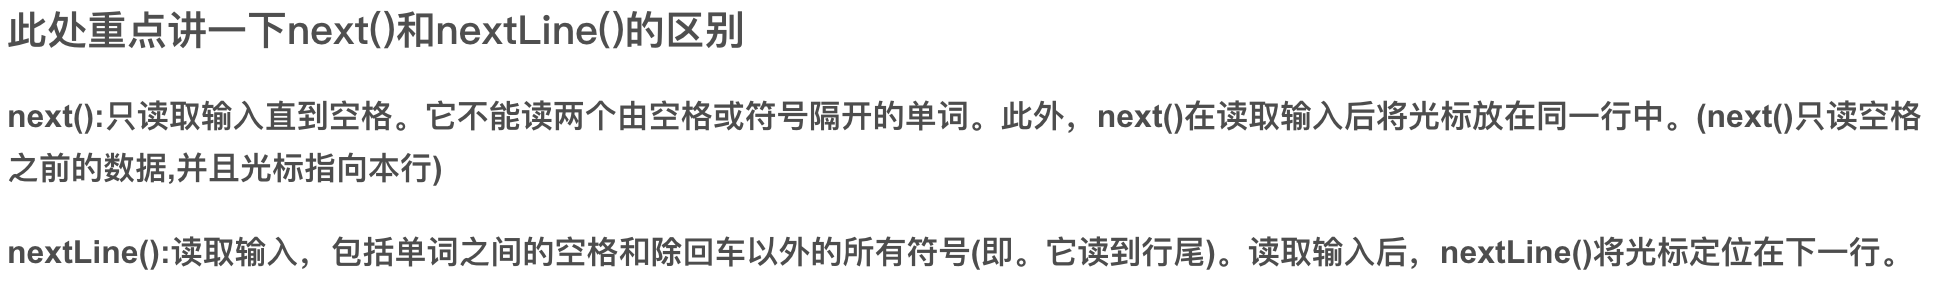 此处重点讲一下next()和nextLine()的区别
next():只读取输入直到空格。它不能读两个由空格或符号隔开的单词。此外，next()在读取输入后将光标放在同一行中。(next()只读空格
之前的数据,并且光标指向本行)
nextLine():读取输入，包括单词之间的空格和除回车以外的所有符号(即。它读到行尾)。读取输入后，nextLine()将光标定位在下一行。